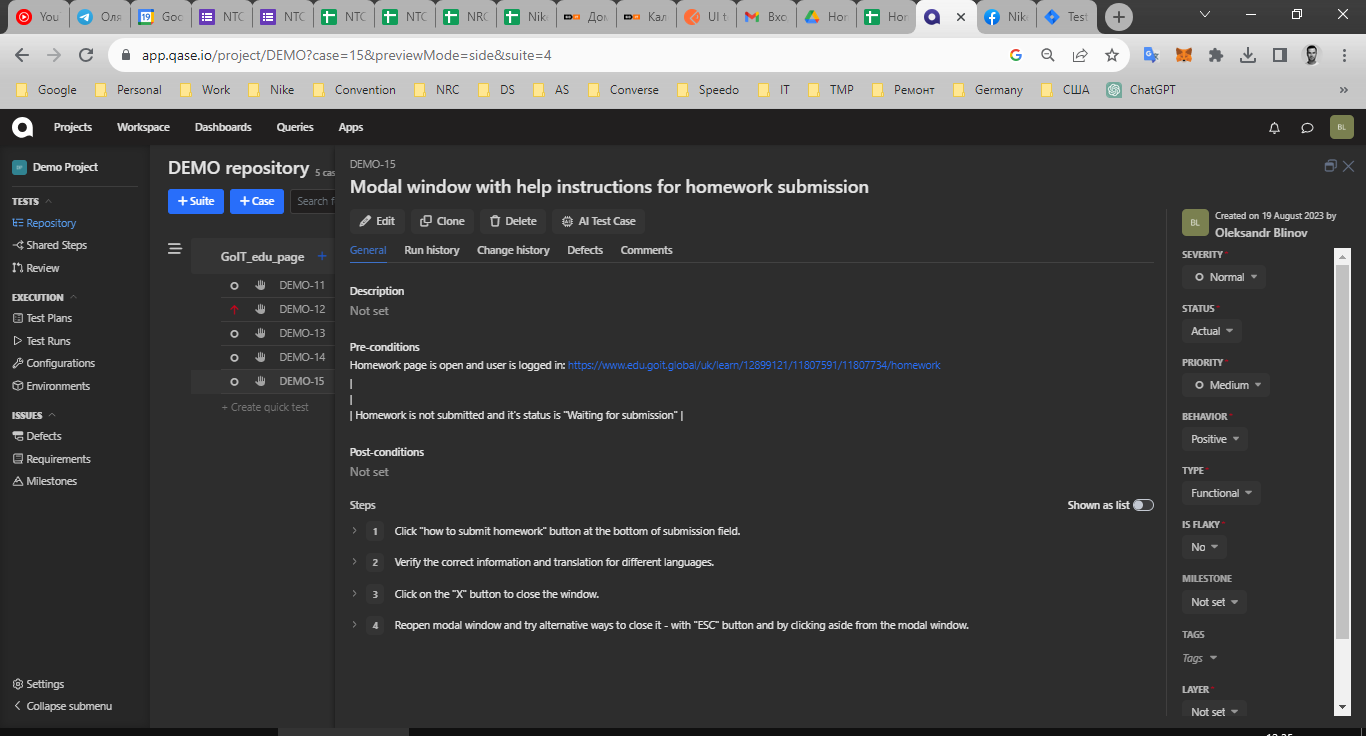 You
Оля
19
Goo
NTC
NTC
NTC
NTC
NRC
Nike
Дом
Кал
UI t
Вхо
Hor
Hor
Nik
Test
app.qase.io/project/DEMO?case=15&previewMode=side&suite=4
Google
Personal
Work
Nike
Convention
NRC
DS
AS
Converse
Speedo
IT
TMP
Ремонт
Germany
США
ChatGPT
»
Projects
Workspace
Dashboards
Queries
Apps
BL
Demo Project
TESTS
Repository
Shared Steps
Review
EXECUTION
Test Plans
Test Runs
Configurations
Environments
ISSUES
Defects
Requirements
Milestones
Settings
Collapse submenu
DEMO repository 5 cas
+ Suite
+ Case
Search f
GoIT_edu_page +
DEMO-11
DEMO-12
DEMO-13
DEMO-14
DEMO-15
+ Create quick test
DEMO-15
Modal window with help instructions for homework submission
Edit
Clone
Delete
AI Test Case
General
Run history
Change history
Defects
Comments
Description
Not set
Pre-conditions
Homework page is open and user is logged in: https://www.edu.goit.global/uk/learn/12899121/11807591/11807734/homework
|
|
| Homework is not submitted and it's status is "Waiting for submission" |
Post-conditions
Not set
Steps
Shown as list
1 Click "how to submit homework" button at the bottom of submission field.
2 Verify the correct information and translation for different languages.
3 Click on the "X" button to close the window.
4 Reopen modal window and try alternative ways to close it - with "ESC" button and by clicking aside from the modal window.
BL
Created on 19 August 2023 by
Oleksandr Blinov
SEVERITY*
Normal
STATUS*
Actual
PRIORITY*
Medium
BEHAVIOR*
Positive
TYPE*
Functional
IS FLAKY*
No
MILESTONE
Not set
TAGS
Tags
LAYER*
Not set